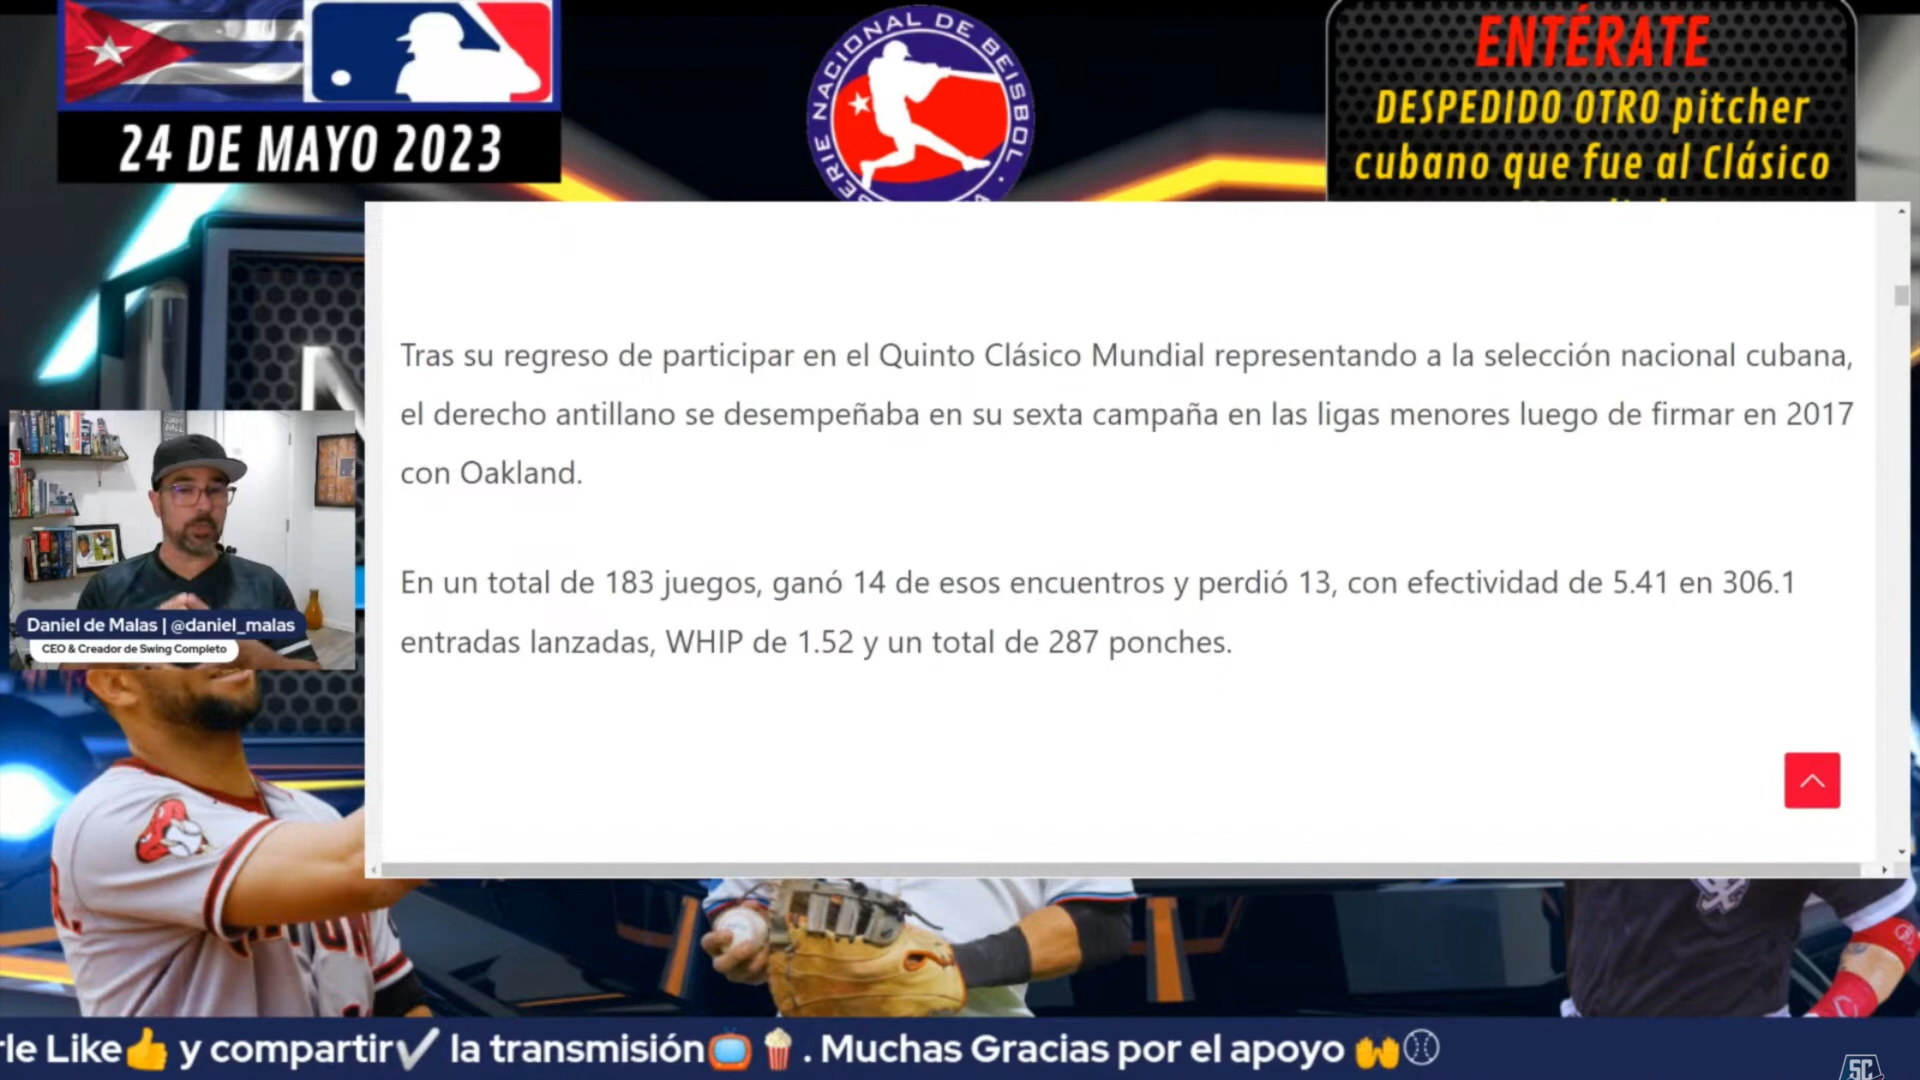 24 DE MAYO 2023
SERIE NACIONAL DE BEISBOL
ENTÉRATE
DESPEDIDO OTRO pitcher
cubano que fue al Clásico
Tras su regreso de participar en el Quinto Clásico Mundial representando a la selección nacional cubana,
el derecho antillano se desempeñaba en su sexta campaña en las ligas menores luego de firmar en 2017
con Oakland.
En un total de 183 juegos, ganó 14 de esos encuentros y perdió 13, con efectividad de 5.41 en 306.1
entradas lanzadas, WHIP de 1.52 y un total de 287 ponches.
Daniel de Malas | @daniel_malas
CEO & Creador de Swing Completo
rle Like👍 y compartir✔ la transmisión📺🍿. Muchas Gracias por el apoyo 🙌⚾
SC